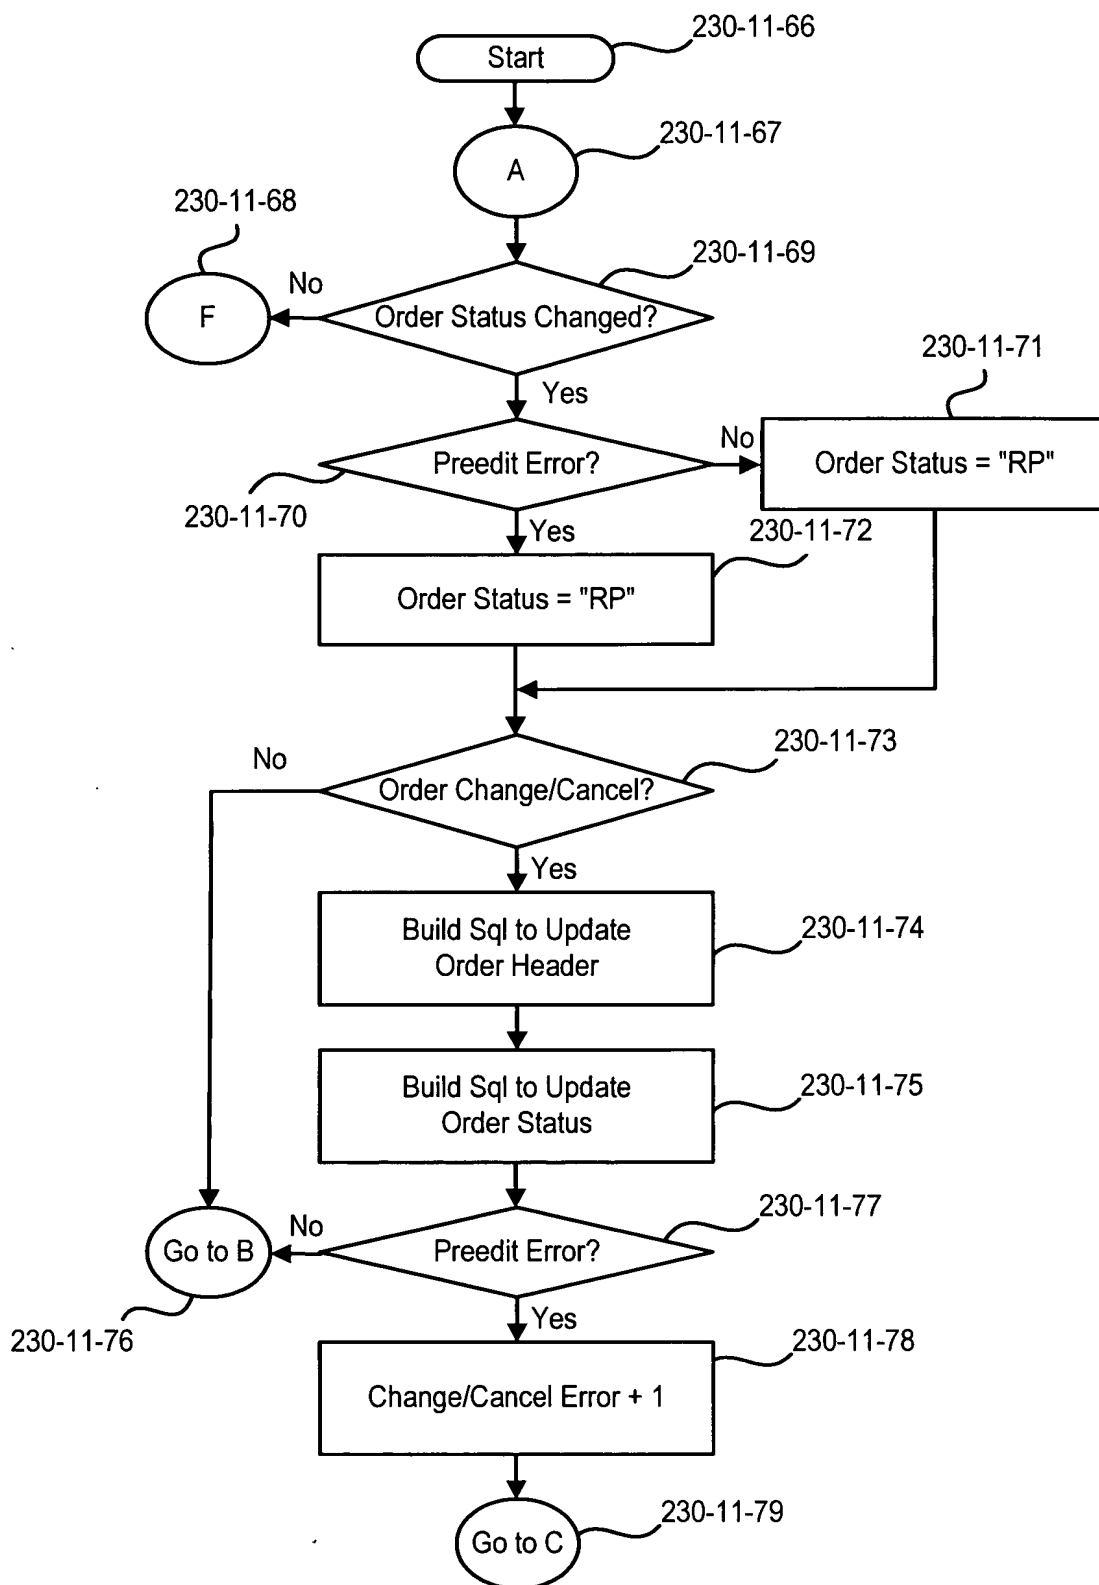 230-11-66
Start
230-11-67
A
230-11-68
230-11-69
No
F
Order Status Changed?
230-11-71
Yes
No
Preedit Error?
Order Status = "RP"
230-11-70
Yes
230-11-72
Order Status = "RP"
230-11-73
No
Order Change/Cancel?
Yes
Build Sql to Update
Order Header
230-11-74
Build Sql to Update
Order Status
230-11-75
230-11-77
No
Go to B
Preedit Error?
230-11-76
Yes
230-11-78
Change/Cancel Error + 1
230-11-79
Go to C